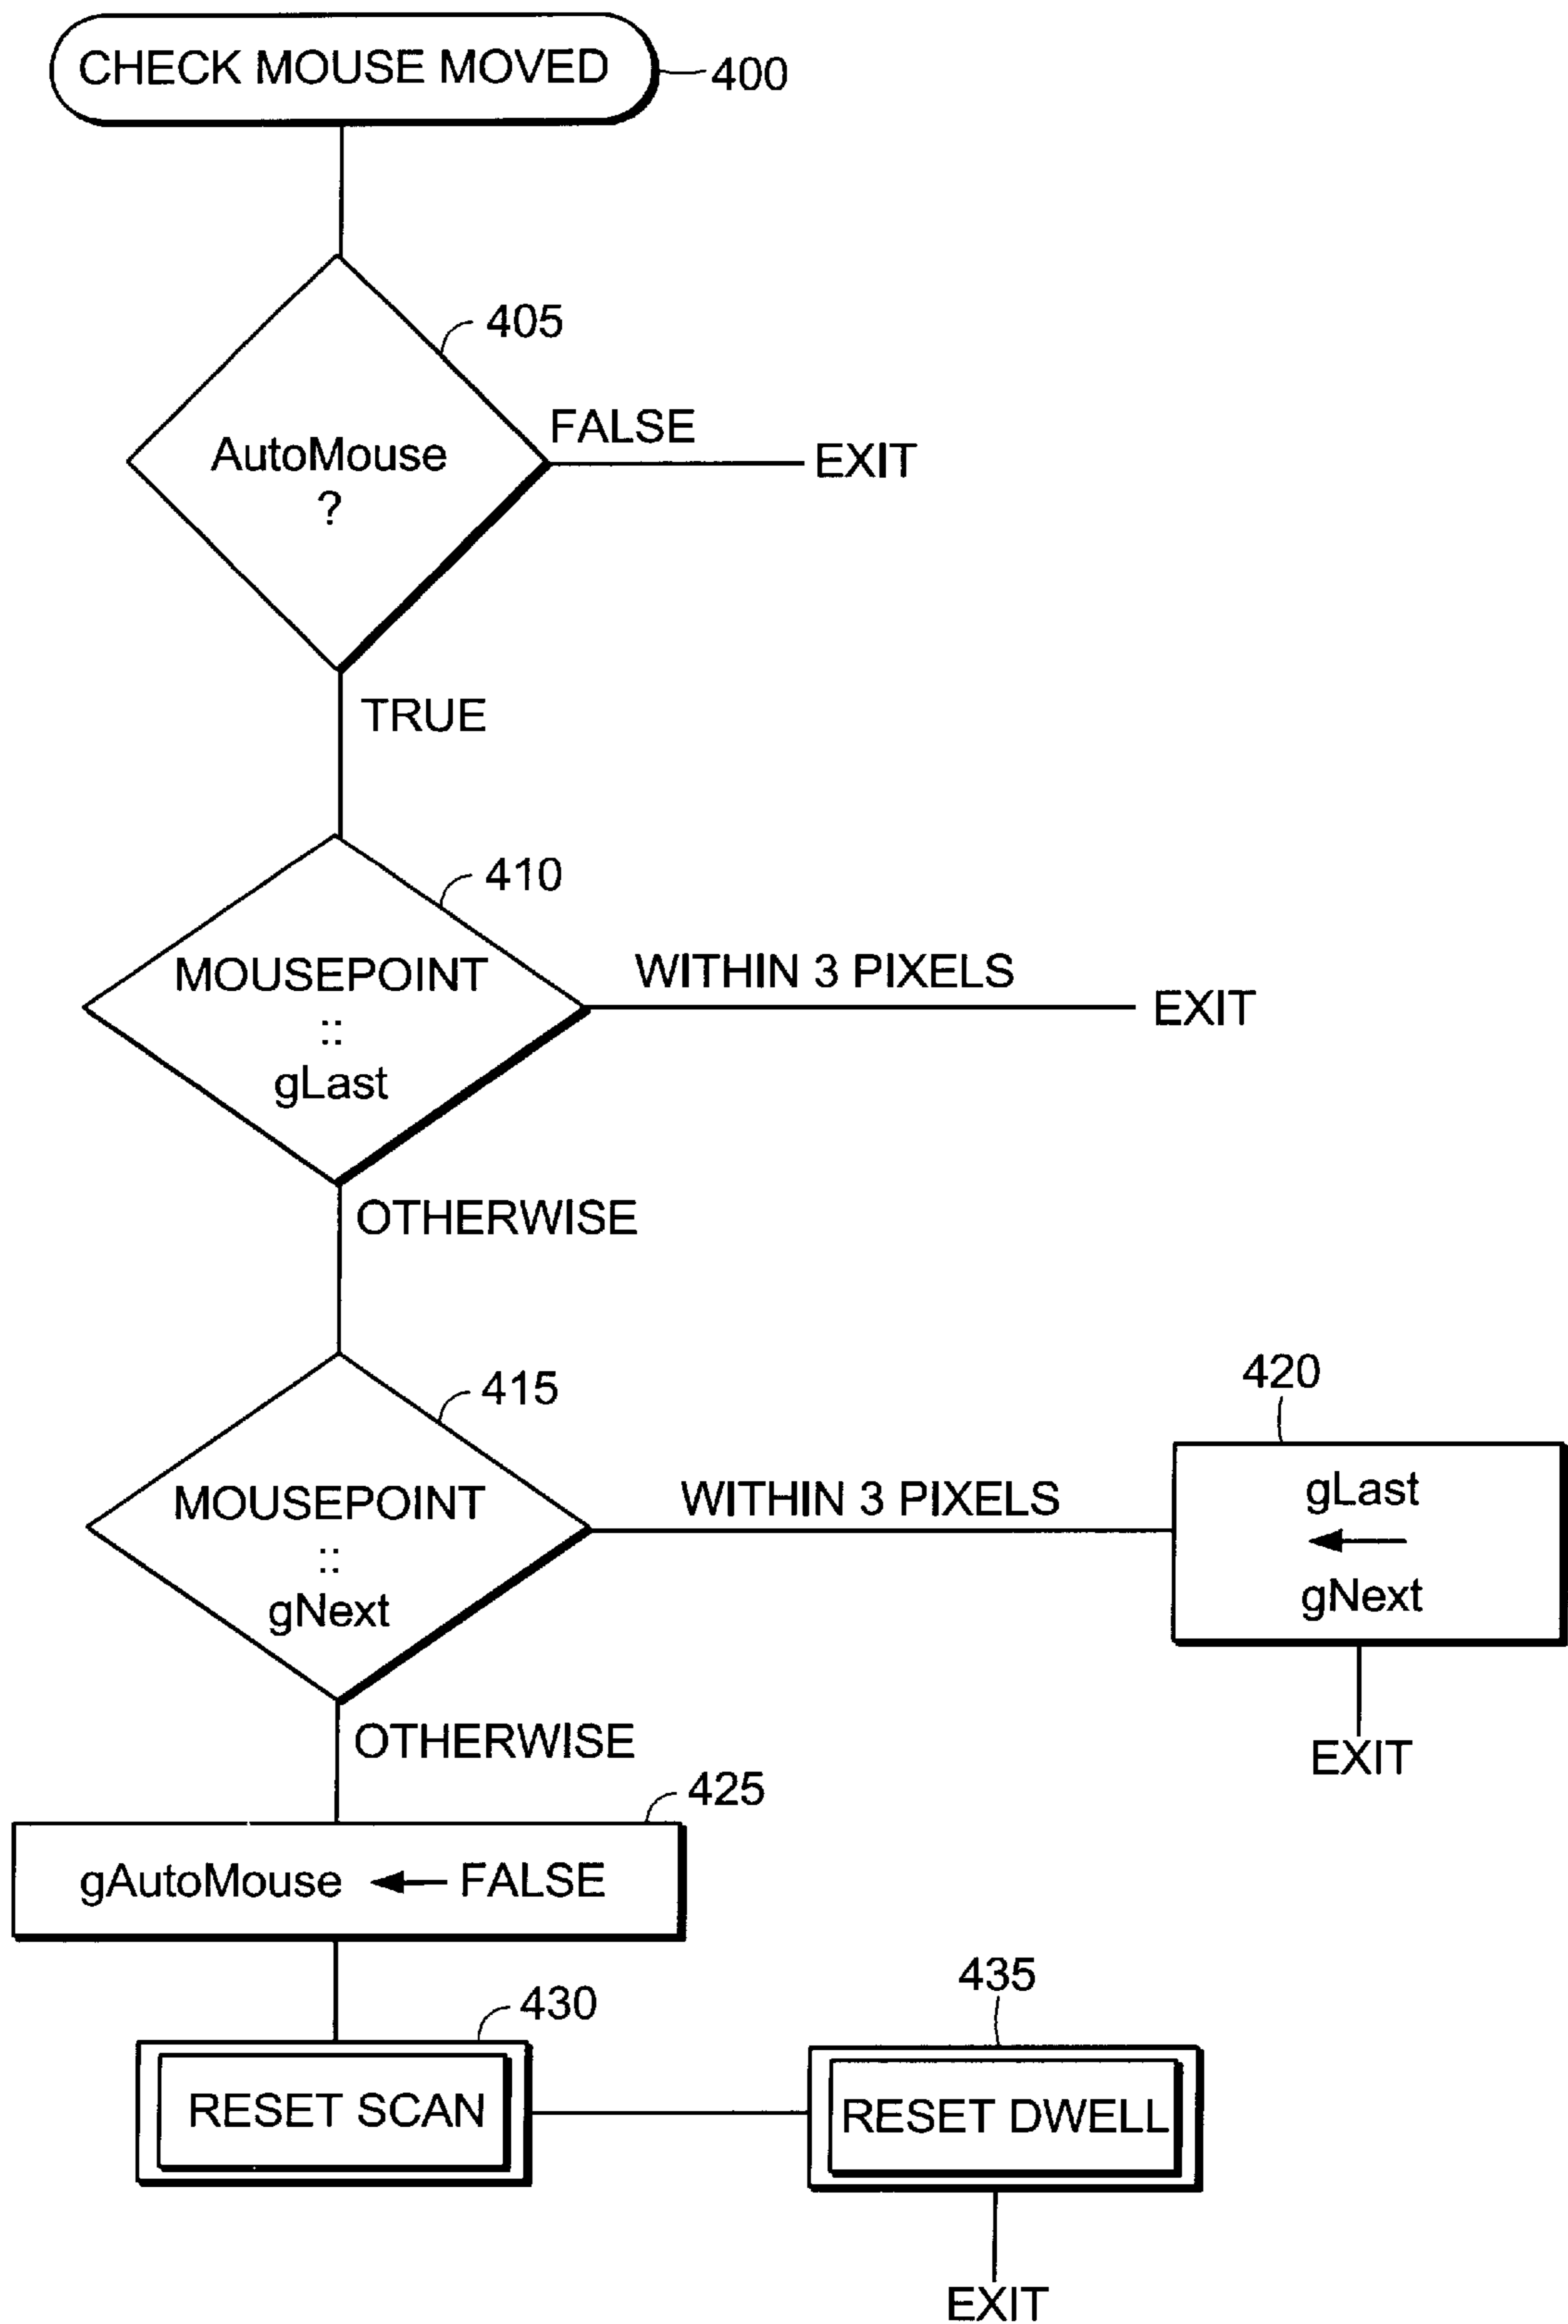 CHECK MOUSE MOVED
400
405
FALSE
AutoMouse
?
EXIT
TRUE
410
MOUSEPOINT
::
gLast
WITHIN 3 PIXELS
EXIT
OTHERWISE
415
MOUSEPOINT
::
gNext
WITHIN 3 PIXELS
420
gLast
←
gNext
EXIT
OTHERWISE
425
gAutoMouse ← FALSE
430
RESET SCAN
435
RESET DWELL
EXIT